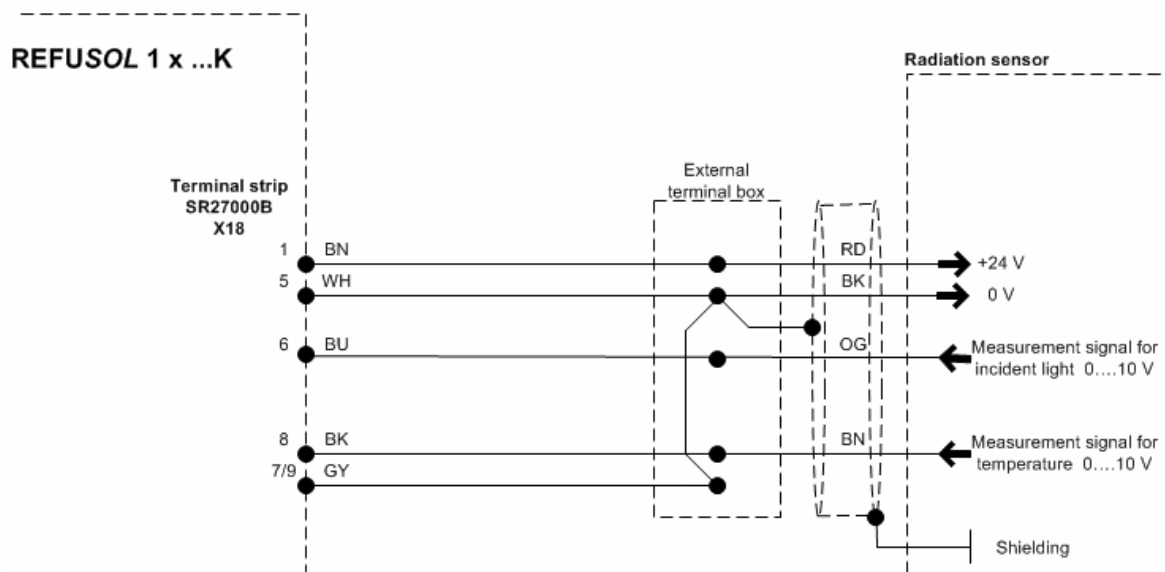 REFUSOL 1 x ...K
Radiation sensor
External
terminal box
Terminal strip
SR27000B
X18
1 BN RD +24 V
5 WH BK 0 V
6 BU OG Measurement signal for
incident light 0....10 V
8 BK BN Measurement signal for
temperature 0....10 V
7/9 GY
Shielding